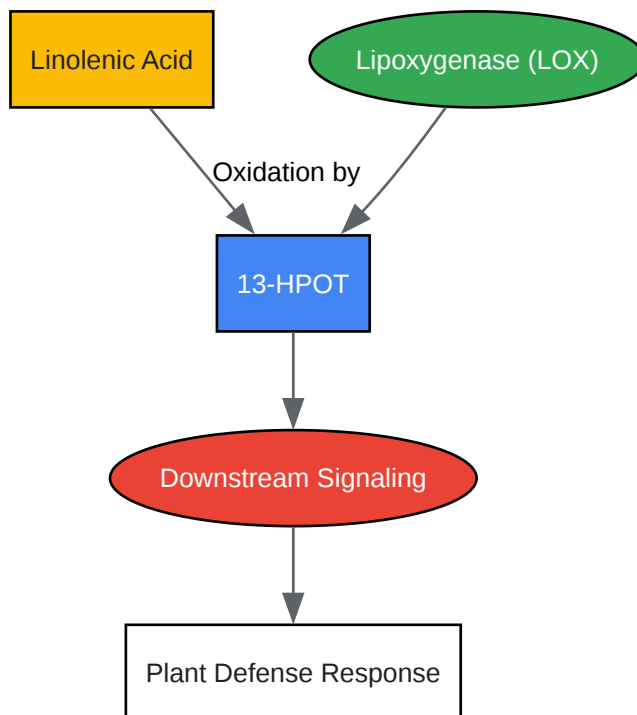 Linolenic Acid
Lipoxygenase (LOX)
Oxidation by
13-HPOT
Downstream Signaling
Plant Defense Response